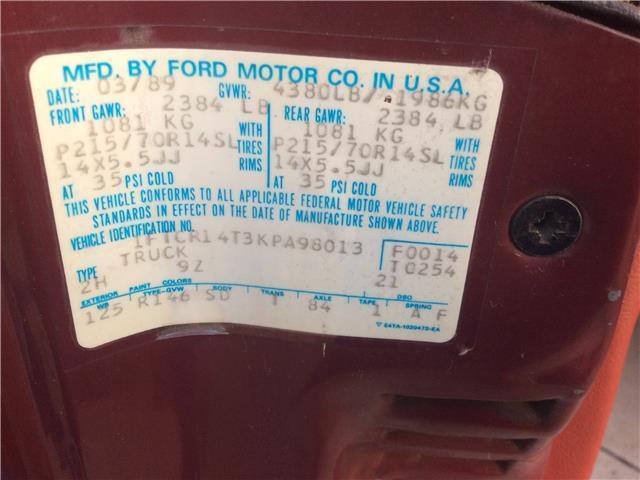 MFD. BY FORD MOTOR CO. IN U.S.A.
DATE: 03/89 GVWR: 4380LB/ 1986KG
FRONT GAWR: 2384 LB REAR GAWR: 2384 LB
1081 KG WITH 1081 KG WITH
P215/70R14SL TIRES P215/70R14SL TIRES
14X5.5JJ RIMS 14X5.5JJ RIMS
AT 35 PSI COLD AT 35 PSI COLD
THIS VEHICLE CONFORMS TO ALL APPLICABLE FEDERAL MOTOR VEHICLE SAFETY
STANDARDS IN EFFECT ON THE DATE OF MANUFACTURE SHOWN ABOVE.
VEHICLE IDENTIFICATION NO. 1FTCR14T3KPA98013 F0014
TYPE TRUCK T0254
2H 9Z 21
EXTERIOR PAINT COLORS DSO
WB TYPE-GVW BODY TRANS AXLE TAPE SPRING
125 R146 SD 84 1 A F
E4TA-1020472-EA